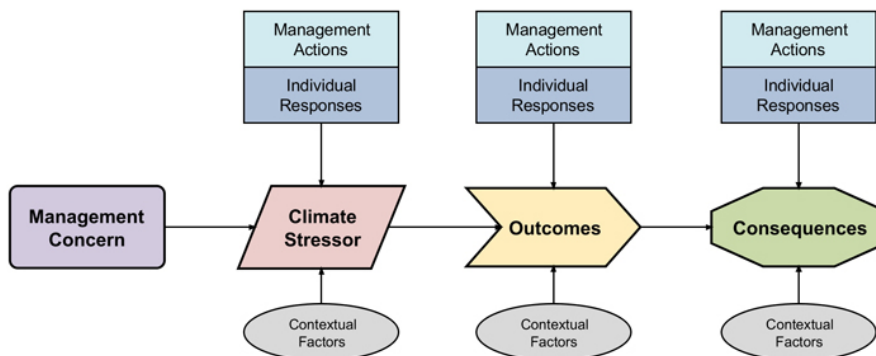 Management
Actions
Individual
Responses
Management
Actions
Individual
Responses
Management
Actions
Individual
Responses
Management
Concern
Climate
Stressor
Outcomes
Consequences
Contextual
Factors
Contextual
Factors
Contextual
Factors